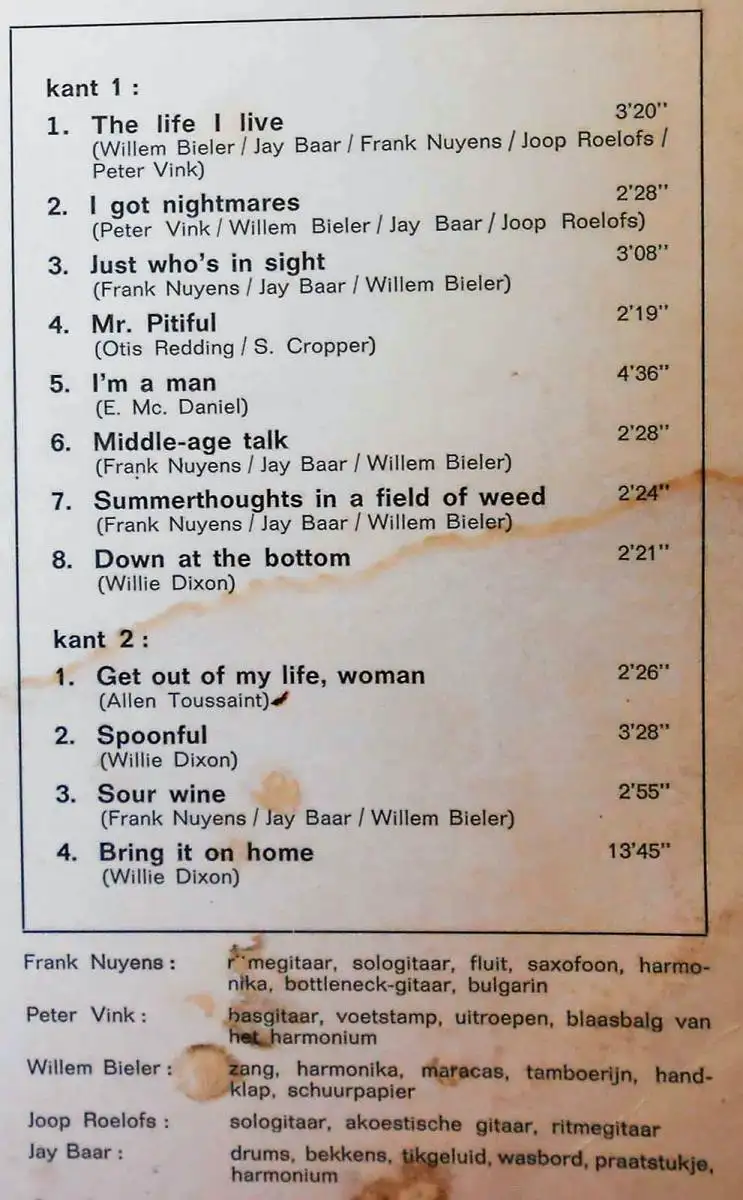 kant 1 :
1. The life I live 3'20"
(Willem Bieler / Jay Baar / Frank Nuyens / Joop Roelofs /
Peter Vink)
2. I got nightmares 2'28"
(Peter Vink / Willem Bieler / Jay Baar / Joop Roelofs)
3. Just who's in sight 3'08"
(Frank Nuyens / Jay Baar / Willem Bieler)
4. Mr. Pitiful 2'19"
(Otis Redding / S. Cropper)
5. I'm a man 4'36"
(E. Mc. Daniel)
6. Middle-age talk 2'28"
(Frank Nuyens / Jay Baar / Willem Bieler)
7. Summerthoughts in a field of weed 2'24"
(Frank Nuyens / Jay Baar / Willem Bieler)
8. Down at the bottom 2'21"
(Willie Dixon)
kant 2 :
1. Get out of my life, woman 2'26"
(Allen Toussaint)
2. Spoonful 3'28"
(Willie Dixon)
3. Sour wine 2'55"
(Frank Nuyens / Jay Baar / Willem Bieler)
4. Bring it on home 13'45"
(Willie Dixon)
Frank Nuyens : sologitaar, fluit, saxofoon, harmo-
nika, bottleneck-gitaar, bulgarin
Peter Vink : basgitaar, voetstamp, uitroepen, blaasbalg van
het harmonium
Willem Bieler : zang, harmonika, maracas, tamboerijn, hand-
klap, schuurpapier
Joop Roelofs : sologitaar, akoestische gitaar, ritmegitaar
Jay Baar : drums, bekkens, tikgeluid, wasbord, praatstukje,
harmonium